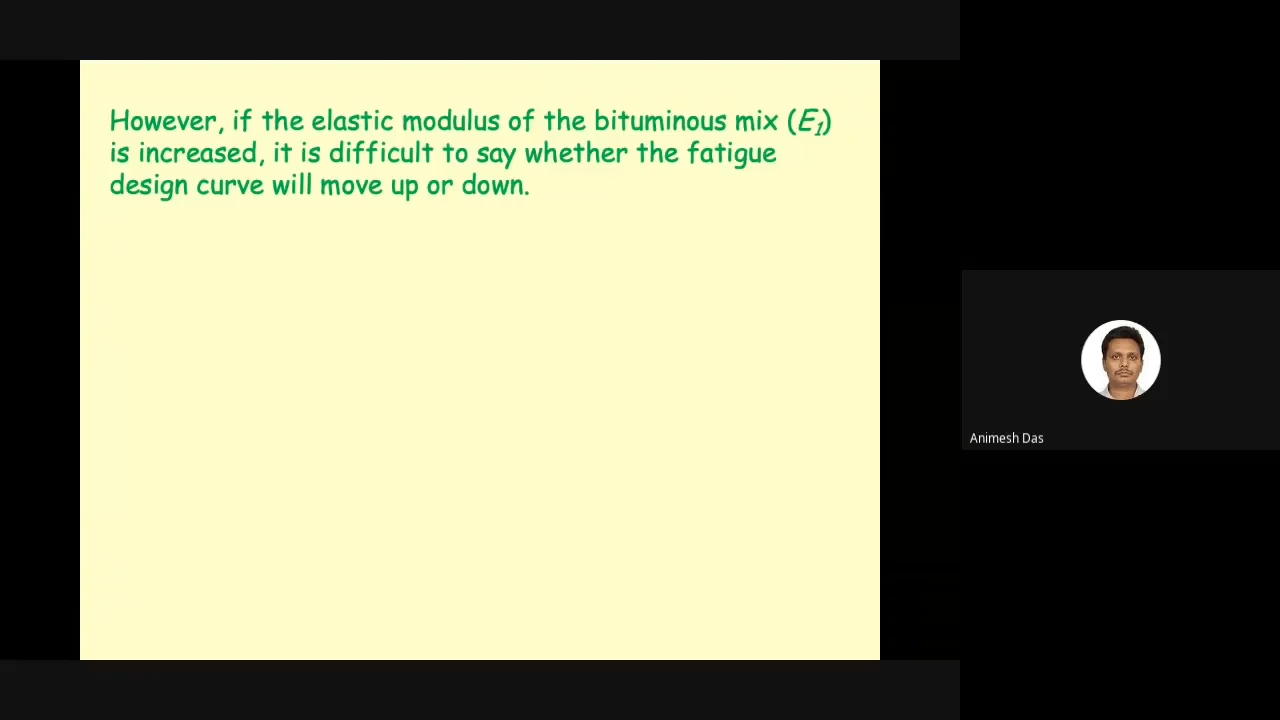 However, if the elastic modulus of the bituminous mix (E1)
is increased, it is difficult to say whether the fatigue
design curve will move up or down.
Animesh Das